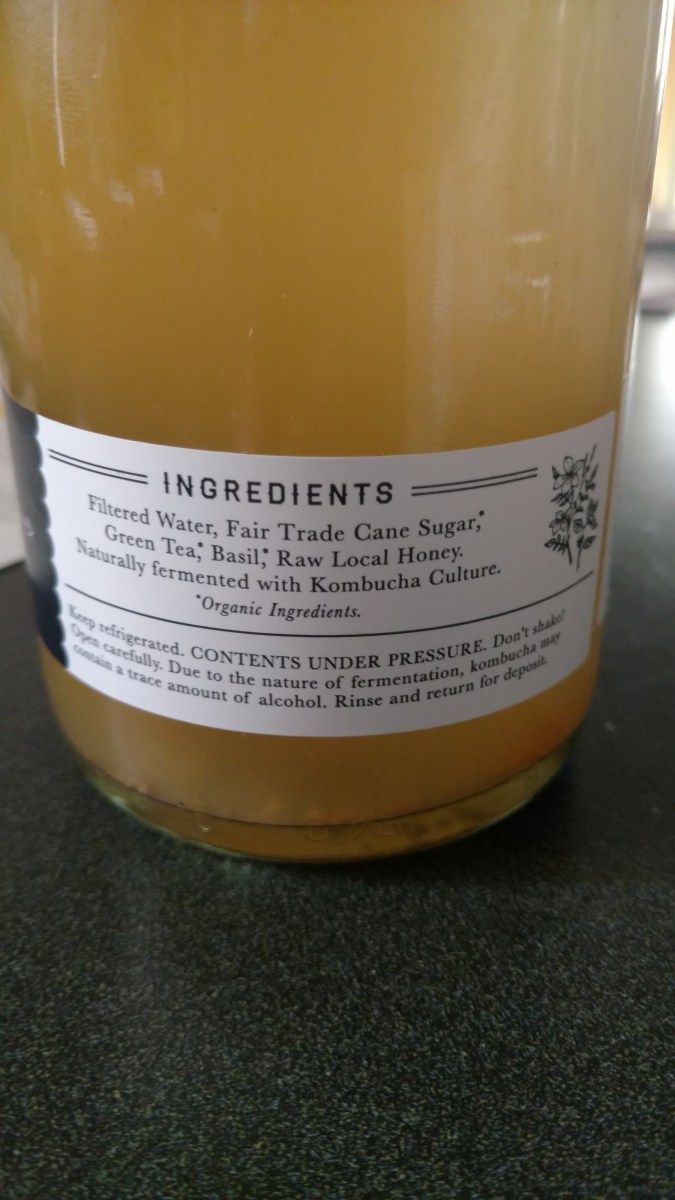 INGREDIENTS
Filtered Water, Fair Trade Cane Sugar,*
Green Tea,* Basil,* Raw Local Honey.
Naturally fermented with Kombucha Culture.
*Organic Ingredients.
Keep refrigerated. CONTENTS UNDER PRESSURE. Don't shake!
Open carefully. Due to the nature of fermentation, kombucha may
contain a trace amount of alcohol. Rinse and return for deposit.